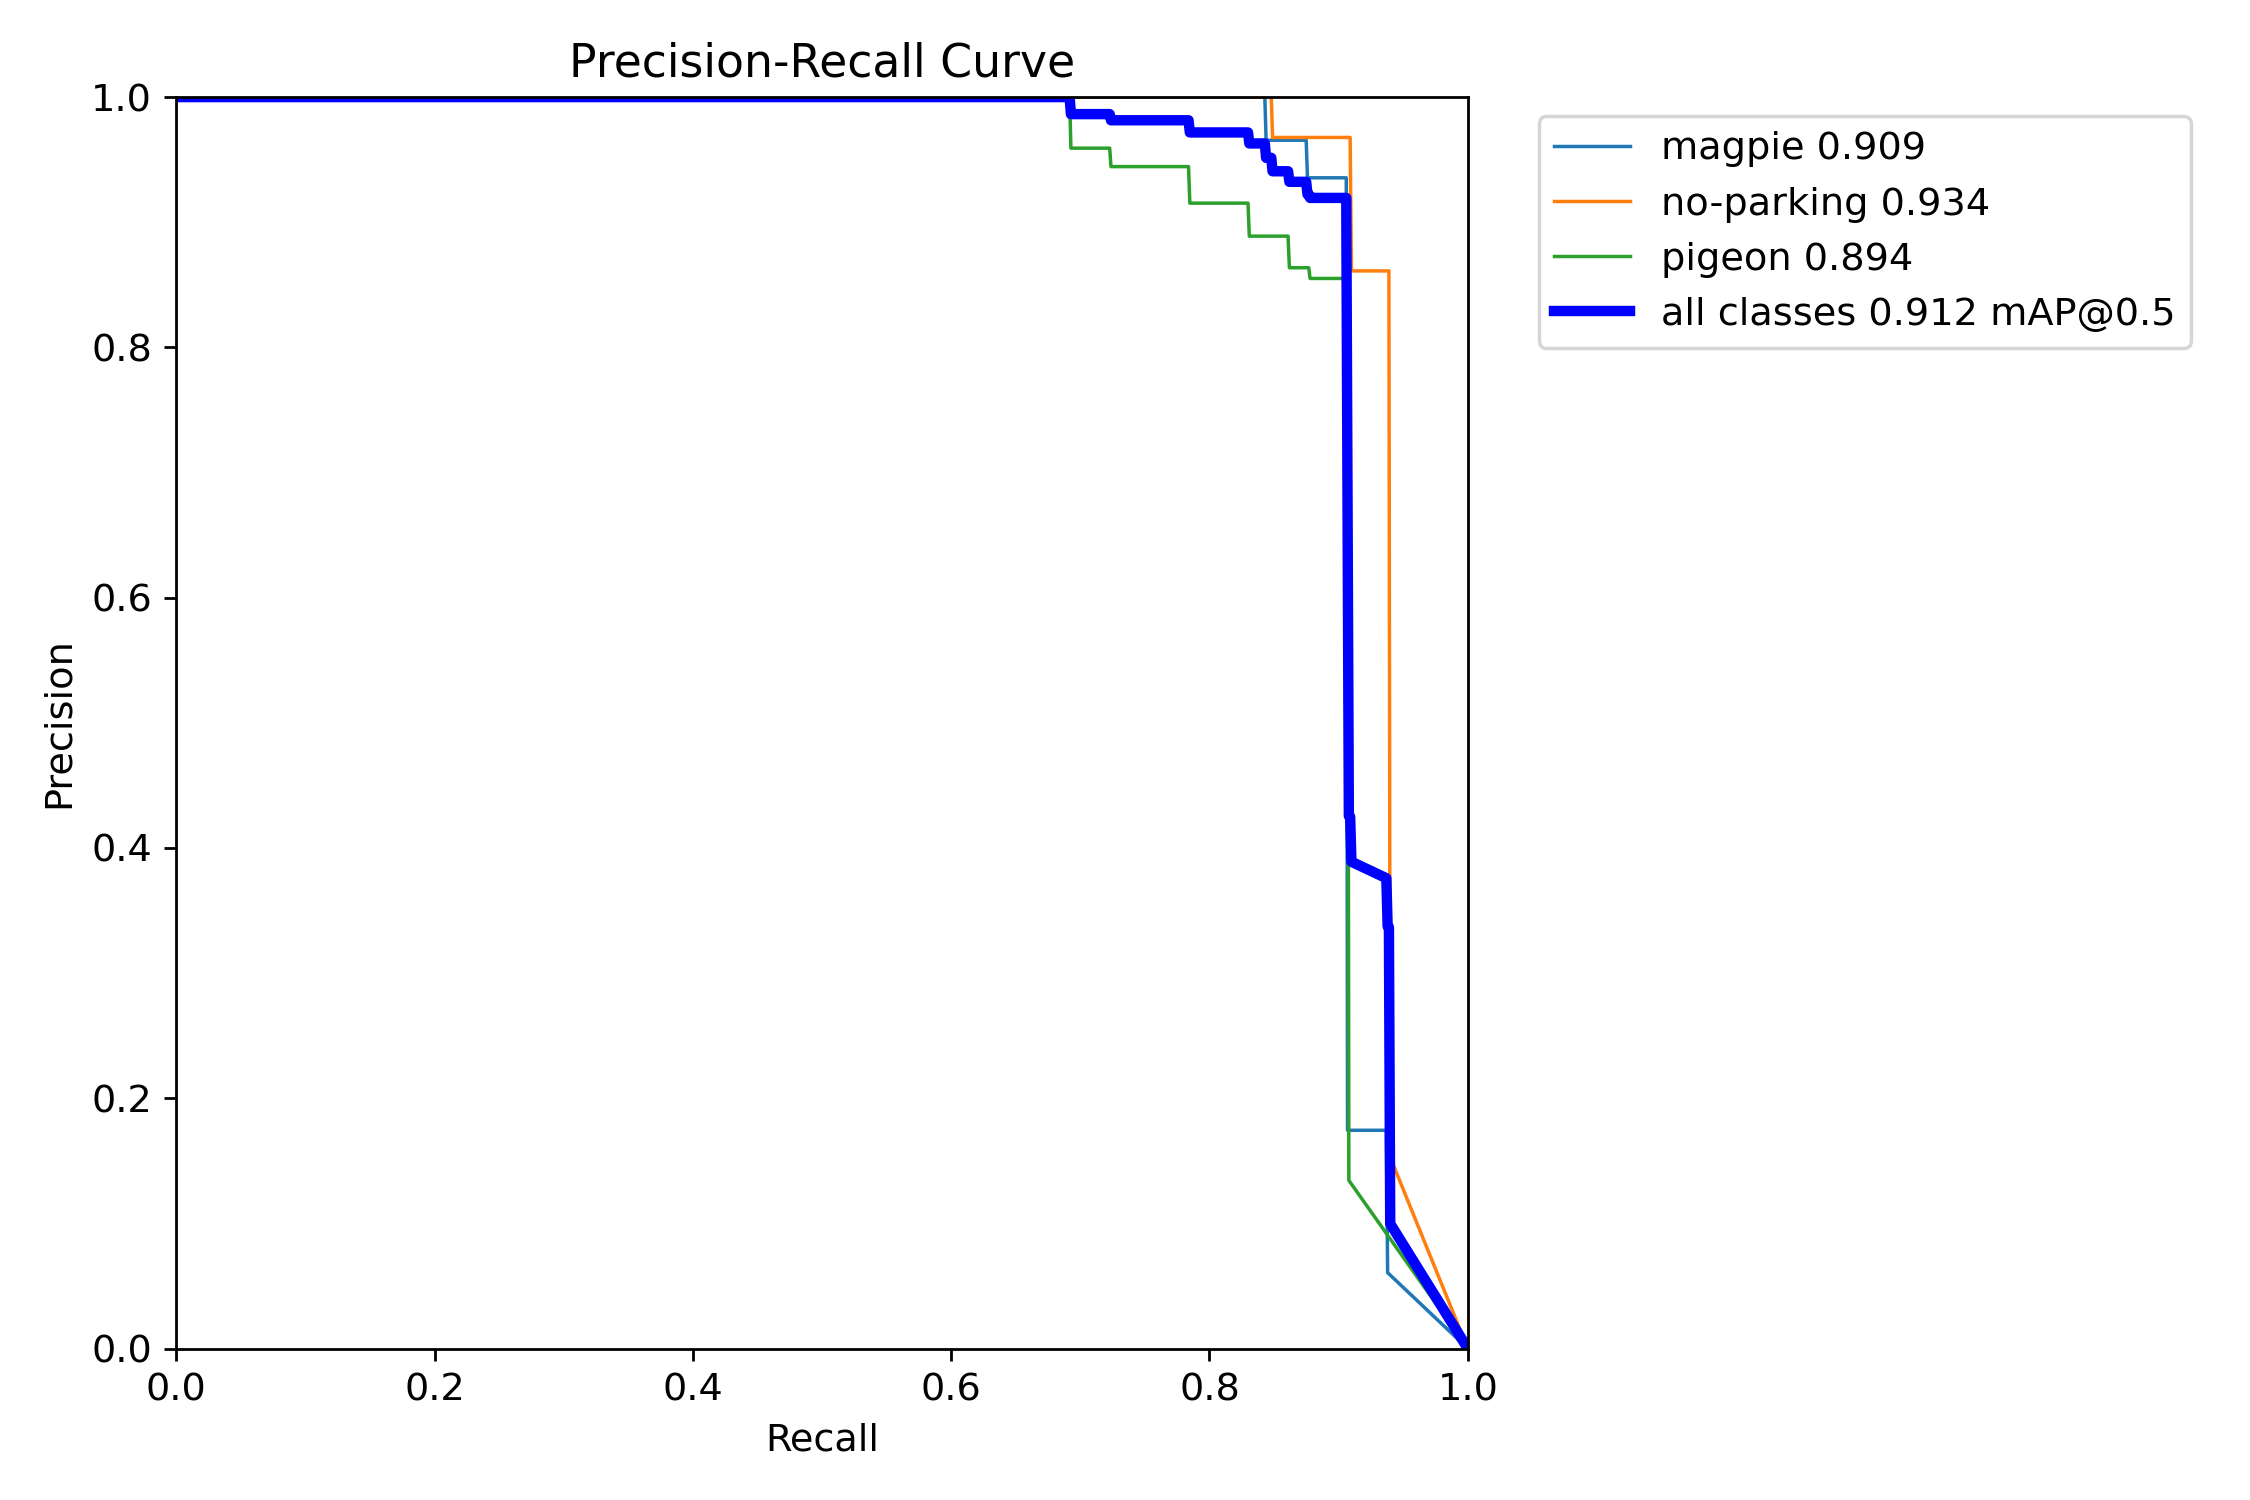 Precision-Recall Curve
1.0
0.8
0.6
0.4
0.2
0.0
Precision
0.0 0.2 0.4 0.6 0.8 1.0
Recall
magpie 0.909
no-parking 0.934
pigeon 0.894
all classes 0.912 mAP@0.5